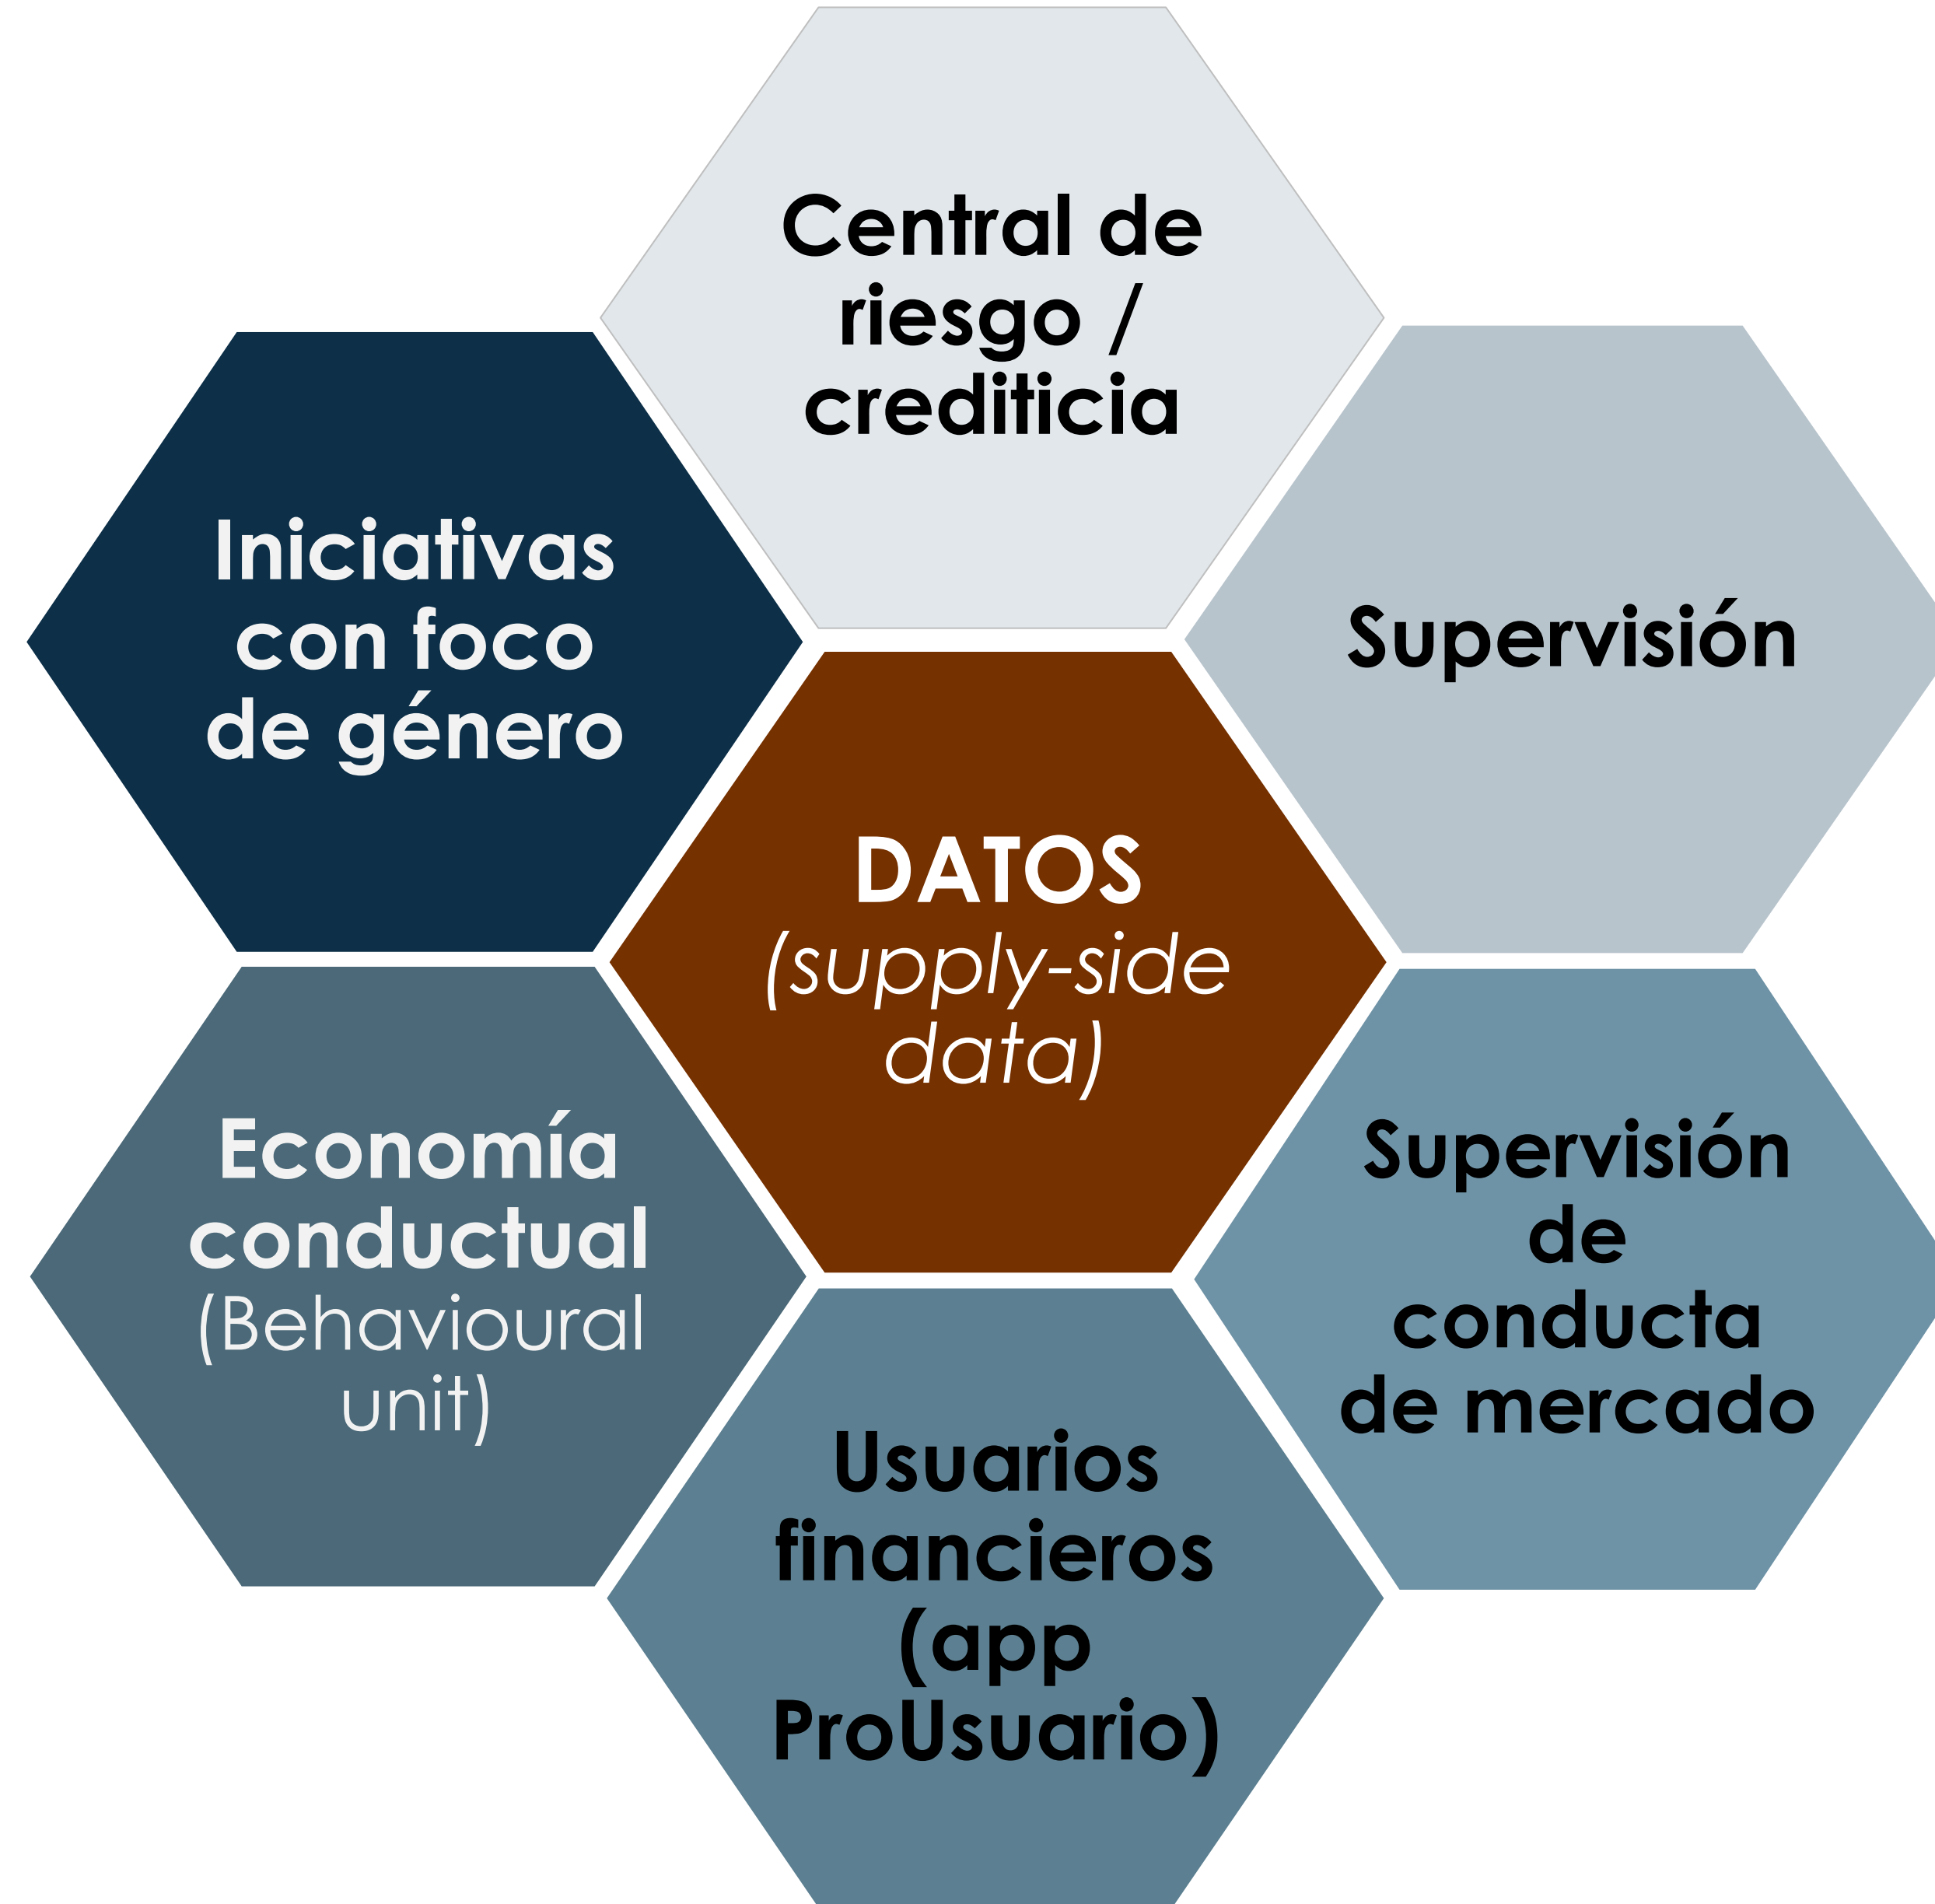 Central de
riesgo /
crediticia
Iniciativas
con foco
de género
Supervisión
DATOS
(supply-side
data)
Economía
conductual
(Behavioural
unit)
Supervisión
de
conducta
de mercado
Usuarios
financieros
(app
ProUsuario)